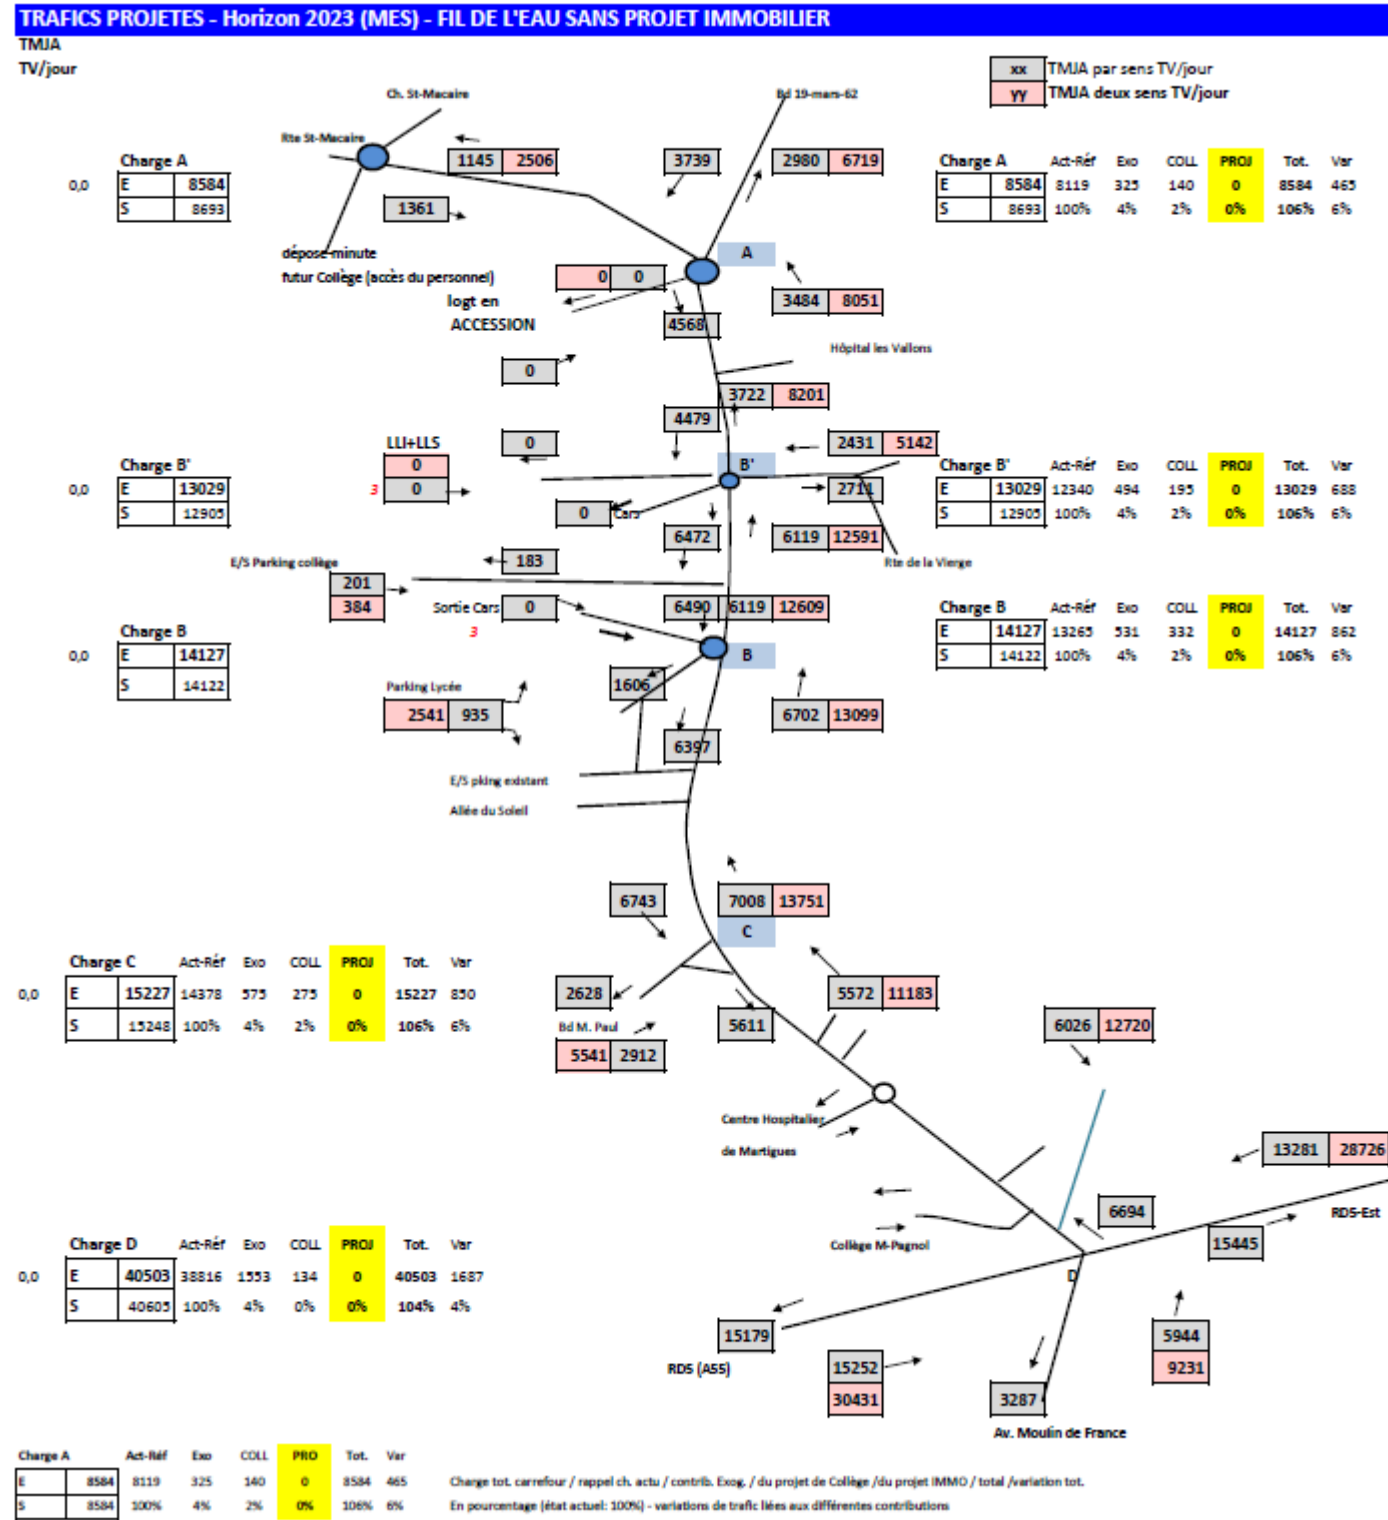 TRAFICS PROJETES - Horizon 2023 (MES) - FIL DE L'EAU SANS PROJET IMMOBILIER
TMJA
TV/jour
xx TMJA par sens TV/jour
yy TMJA deux sens TV/jour
Ch. St-Macaire
Bd 19-mars-62
Rte St-Macaire
1145 2506
3739
2980 6719
Charge A
0,0 E 8584
S 8693
1361
Charge A Act-Réf Exo COLL PROJ Tot. Var
E 8584 8119 325 140 0 8584 465
S 8693 100% 4% 2% 0% 106% 6%
A
dépose-minute
futur Collège (accès du personnel)
0 0
logt en
ACCESSION
4568
3484 8051
Hôpital les Vallons
0
3722 8201
4479
LLI+LLS
0
2431 5142
Charge B'
0,0 E 13029
S 12905
0
3 0
B'
2711
Charge B' Act-Réf Exo COLL PROJ Tot. Var
E 13029 12340 494 195 0 13029 688
S 12905 100% 4% 2% 0% 106% 6%
0 Cars
6472
6119 12591
Rte de la Vierge
E/S Parking collège
183
201
384
Sortie Cars 0
3
6490 6119 12609
Charge B
0,0 E 14127
S 14122
B
Charge B Act-Réf Exo COLL PROJ Tot. Var
E 14127 13265 531 332 0 14127 862
S 14122 100% 4% 2% 0% 106% 6%
Parking Lycée
2541 935
1606
6702 13099
6397
E/S pking existant
Allée du Soleil
6743
7008 13751
C
Charge C Act-Réf Exo COLL PROJ Tot. Var
0,0 E 15227 14378 575 275 0 15227 850
S 15248 100% 4% 2% 0% 106% 6%
2628
Bd M. Paul
5541 2912
5611
5572 11183
6026 12720
Centre Hospitalier
de Martigues
13281 28726
RD5-Est
6694
15445
Collège M-Pagnol
D
Charge D Act-Réf Exo COLL PROJ Tot. Var
0,0 E 40503 38816 1553 134 0 40503 1687
S 40605 100% 4% 0% 0% 104% 4%
15179
RD5 (A55)
15252
30431
3287
5944
9231
Av. Moulin de France
Charge A Act-Réf Exo COLL PRO Tot. Var
E 8584 8119 325 140 0 8584 465 Charge tot. carrefour / rappel ch. actu / contrib. Exog. / du projet de Collège /du projet IMMO / total /variation tot.
S 8584 100% 4% 2% 0% 106% 6% En pourcentage (état actuel: 100%) - variations de trafic liées aux différentes contributions